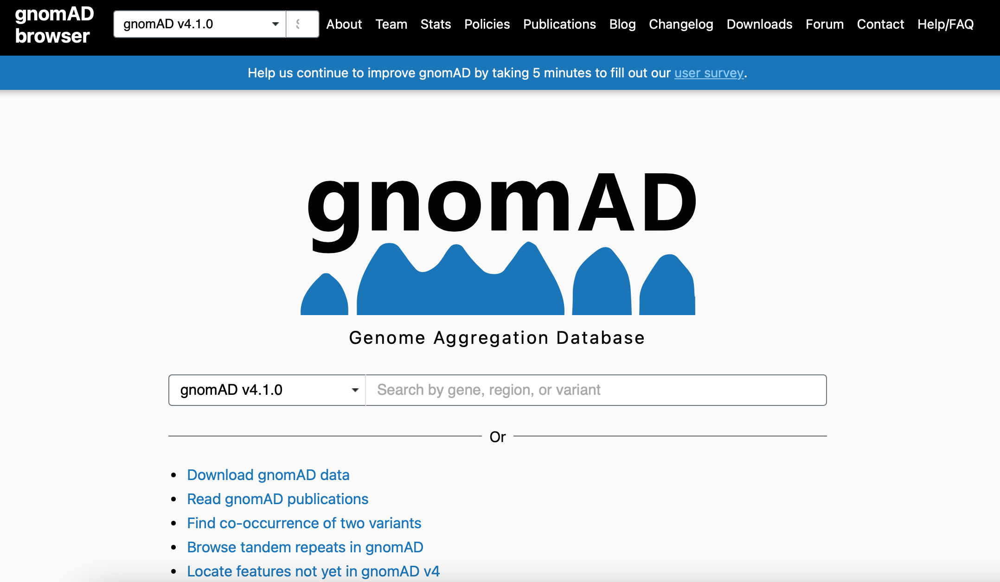 gnomAD
browser
gnomAD v4.1.0
About Team Stats Policies Publications Blog Changelog Downloads Forum Contact Help/FAQ
Help us continue to improve gnomAD by taking 5 minutes to fill out our user survey.
gnomAD
Genome Aggregation Database
gnomAD v4.1.0 Search by gene, region, or variant
Or
Download gnomAD data
Read gnomAD publications
Find co-occurrence of two variants
Browse tandem repeats in gnomAD
Locate features not yet in gnomAD v4